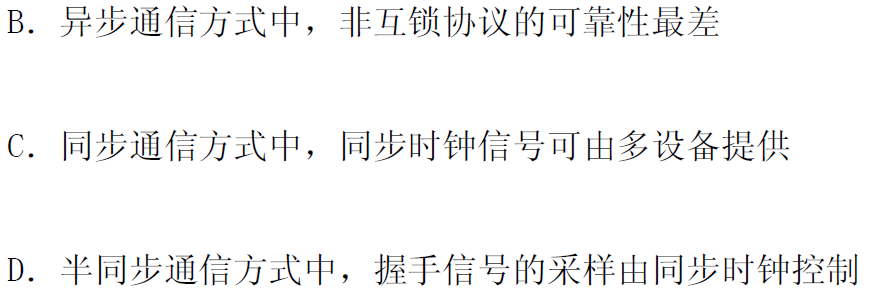 B. 异步通信方式中，非互锁协议的可靠性最差
C. 同步通信方式中，同步时钟信号可由多设备提供
D. 半同步通信方式中，握手信号的采样由同步时钟控制